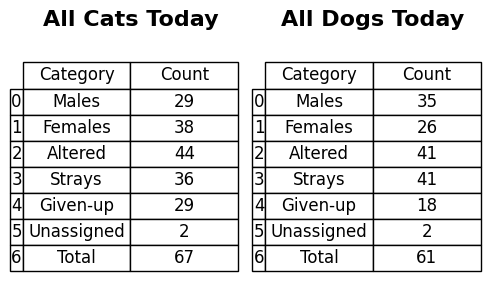 All Cats Today
Category Count
0 Males 29
1 Females 38
2 Altered 44
3 Strays 36
4 Given-up 29
5 Unassigned 2
6 Total 67
All Dogs Today
Category Count
0 Males 35
1 Females 26
2 Altered 41
3 Strays 41
4 Given-up 18
5 Unassigned 2
6 Total 61